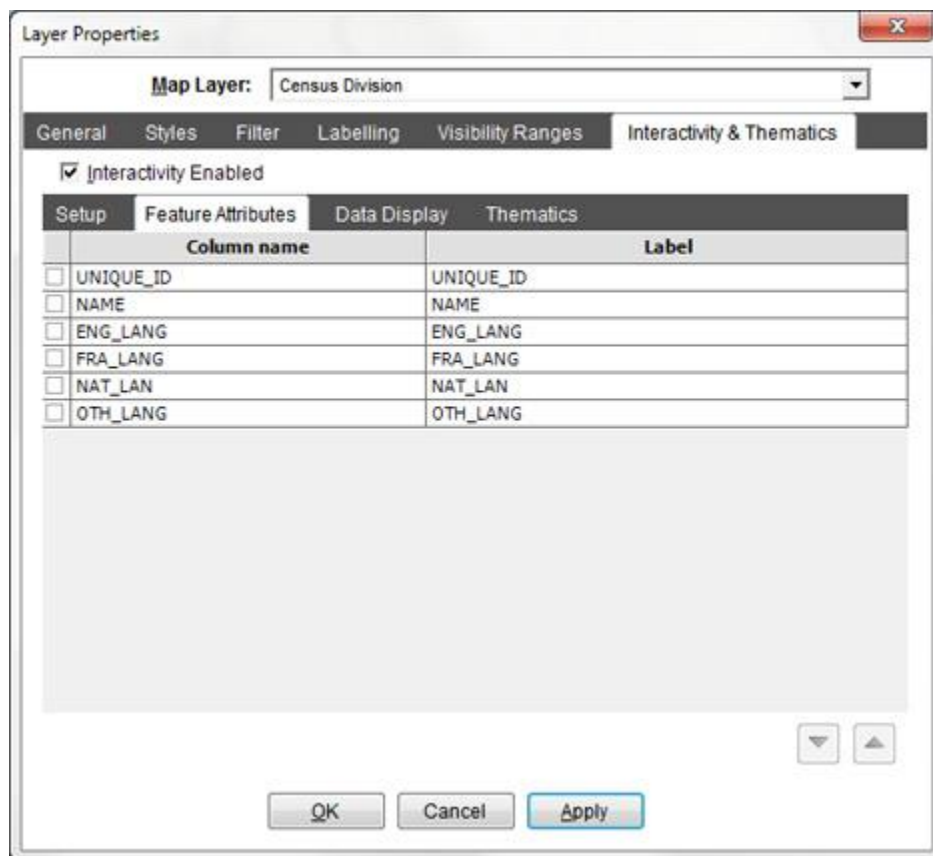 Layer Properties
Map Layer: Census Division
General Styles Filter Labelling Visibility Ranges Interactivity & Thematics
Interactivity Enabled
Setup Feature Attributes Data Display Thematics
Column name Label
UNIQUE_ID UNIQUE_ID
NAME NAME
ENG_LANG ENG_LANG
FRA_LANG FRA_LANG
NAT_LAN NAT_LAN
OTH_LANG OTH_LANG
OK Cancel Apply